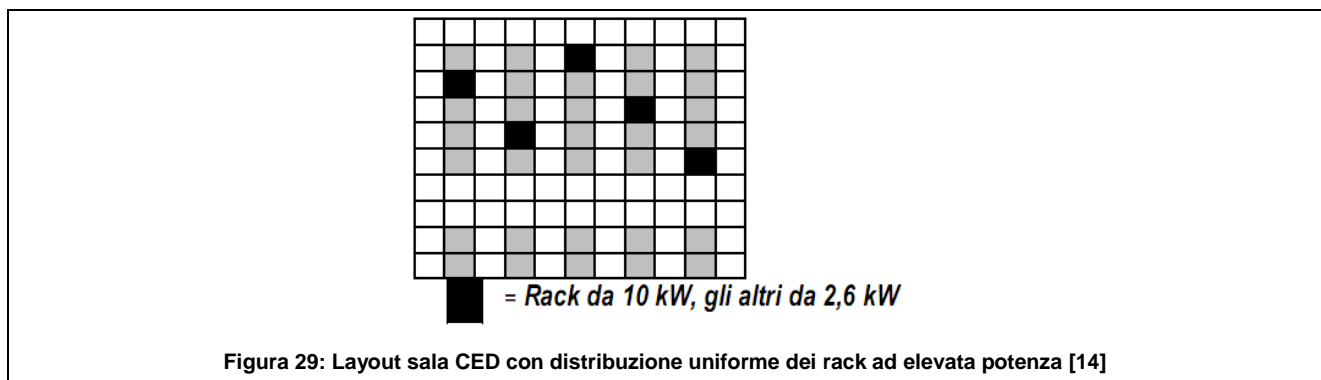 = Rack da 10 kW, gli altri da 2,6 kW
Figura 29: Layout sala CED con distribuzione uniforme dei rack ad elevata potenza [14]